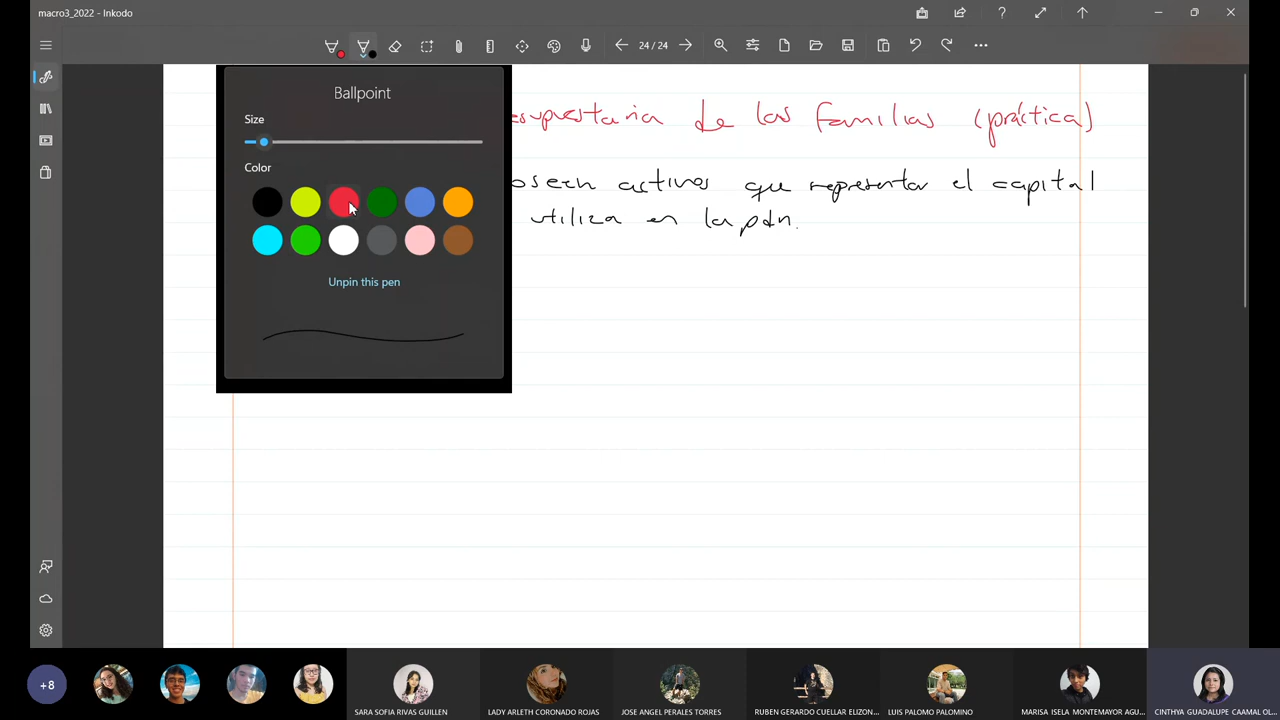 macro3_2022 - Inkodo
24 / 24
Ballpoint
Size
Color
Unpin this pen
de las familias (práctica)
activos que representan el capital
utiliza en la pdn.
+8
SARA SOFIA RIVAS GUILLEN
LADY ARLETH CORONADO ROJAS
JOSE ANGEL PERALES TORRES
RUBEN GERARDO CUELLAR ELIZON...
LUIS PALOMO PALOMINO
MARISA ISELA MONTEMAYOR AGU...
CINTHYA GUADALUPE CAAMAL OL...